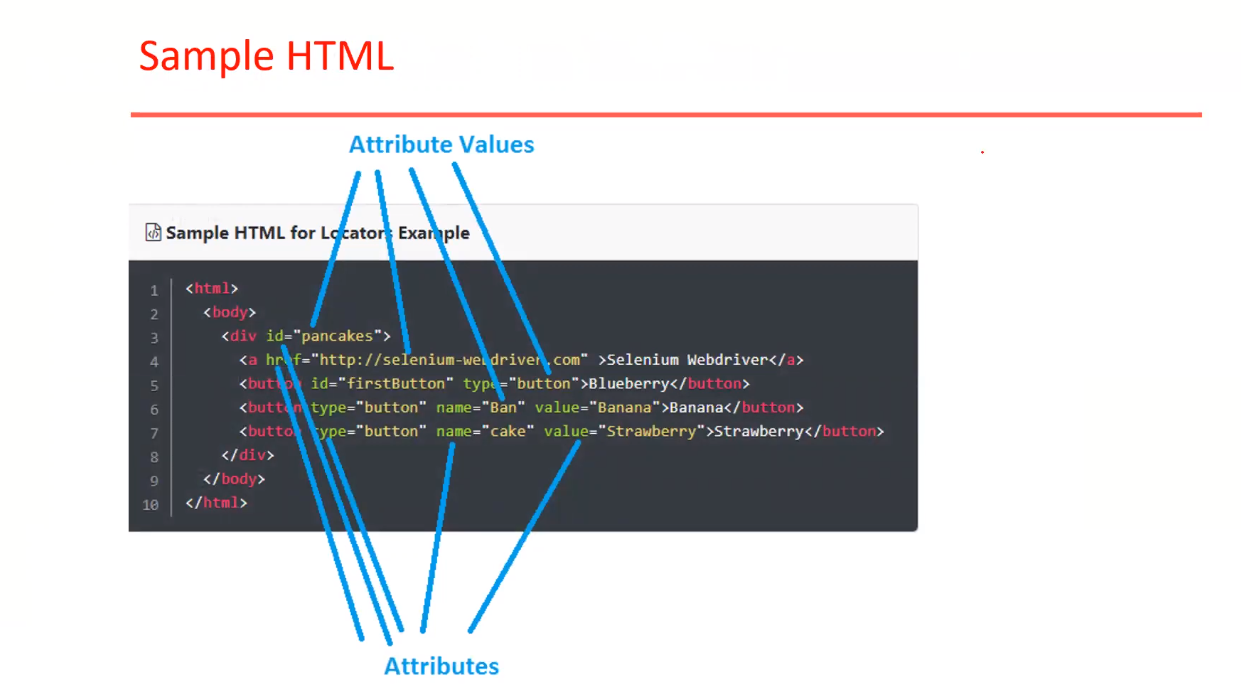 Sample HTML
Attribute Values
Sample HTML for Locators Example
1 <html>
2 <body>
3 <div id="pancakes">
4 <a href="http://selenium-webdriver.com" >Selenium Webdriver</a>
5 <button id="firstButton" type="button">Blueberry</button>
6 <button type="button" name="Ban" value="Banana">Banana</button>
7 <button type="button" name="cake" value="Strawberry">Strawberry</button>
8 </div>
9 </body>
10 </html>
Attributes